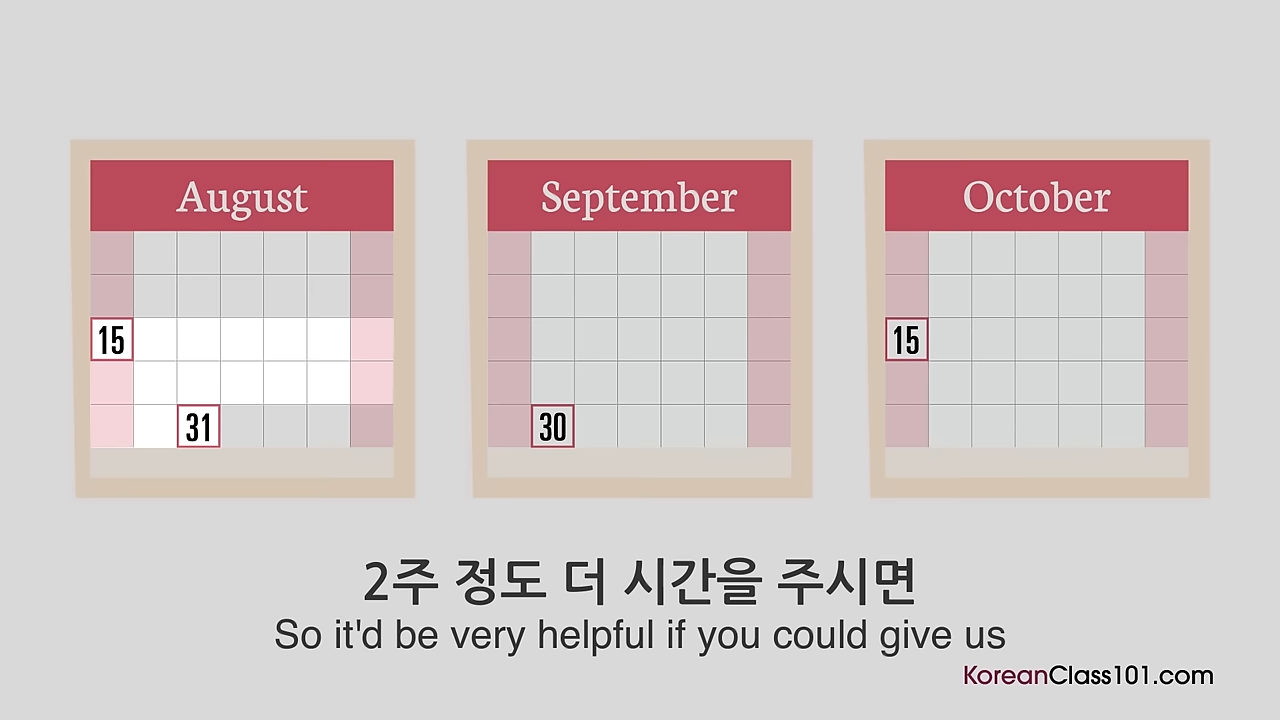 August
September
October
15
31
30
15
2주 정도 더 시간을 주시면
So it'd be very helpful if you could give us
KoreanClass101.com